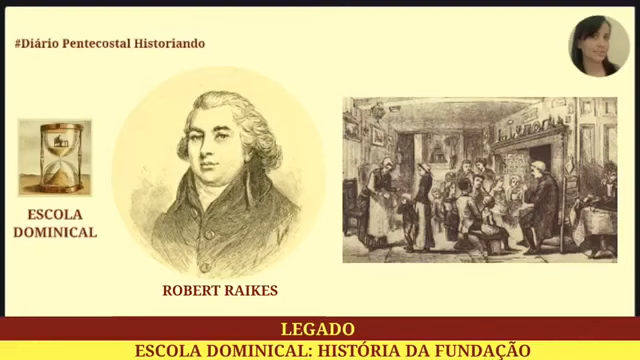 #Diário Pentecostal Historiando
ESCOLA
DOMINICAL
ROBERT RAIKES
LEGADO
ESCOLA DOMINICAL: HISTÓRIA DA FUNDAÇÃO